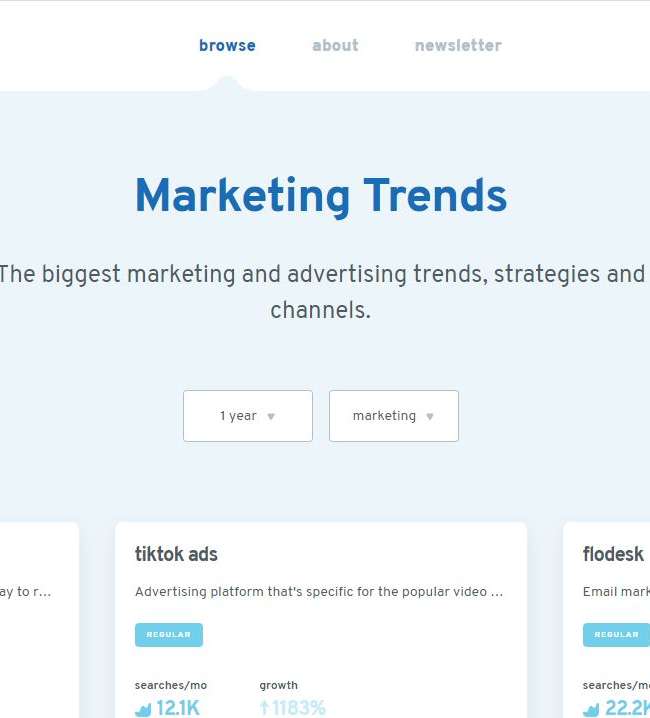 browse about newsletter
Marketing Trends
The biggest marketing and advertising trends, strategies and
channels.
1 year ♥ marketing ♥
tiktok ads
flodesk
ay to r...
Advertising platform that's specific for the popular video ...
Email mark
REGULAR
REGULAR
searches/mo growth
searches/mo
12.1K ↑ 1183%
22.2K